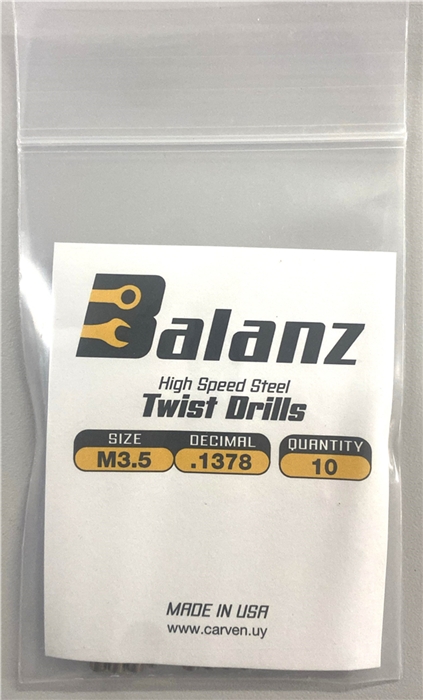 Balanz
High Speed Steel
Twist Drills
SIZE DECIMAL QUANTITY
M3.5 .1378 10
MADE IN USA
www.carven.uy